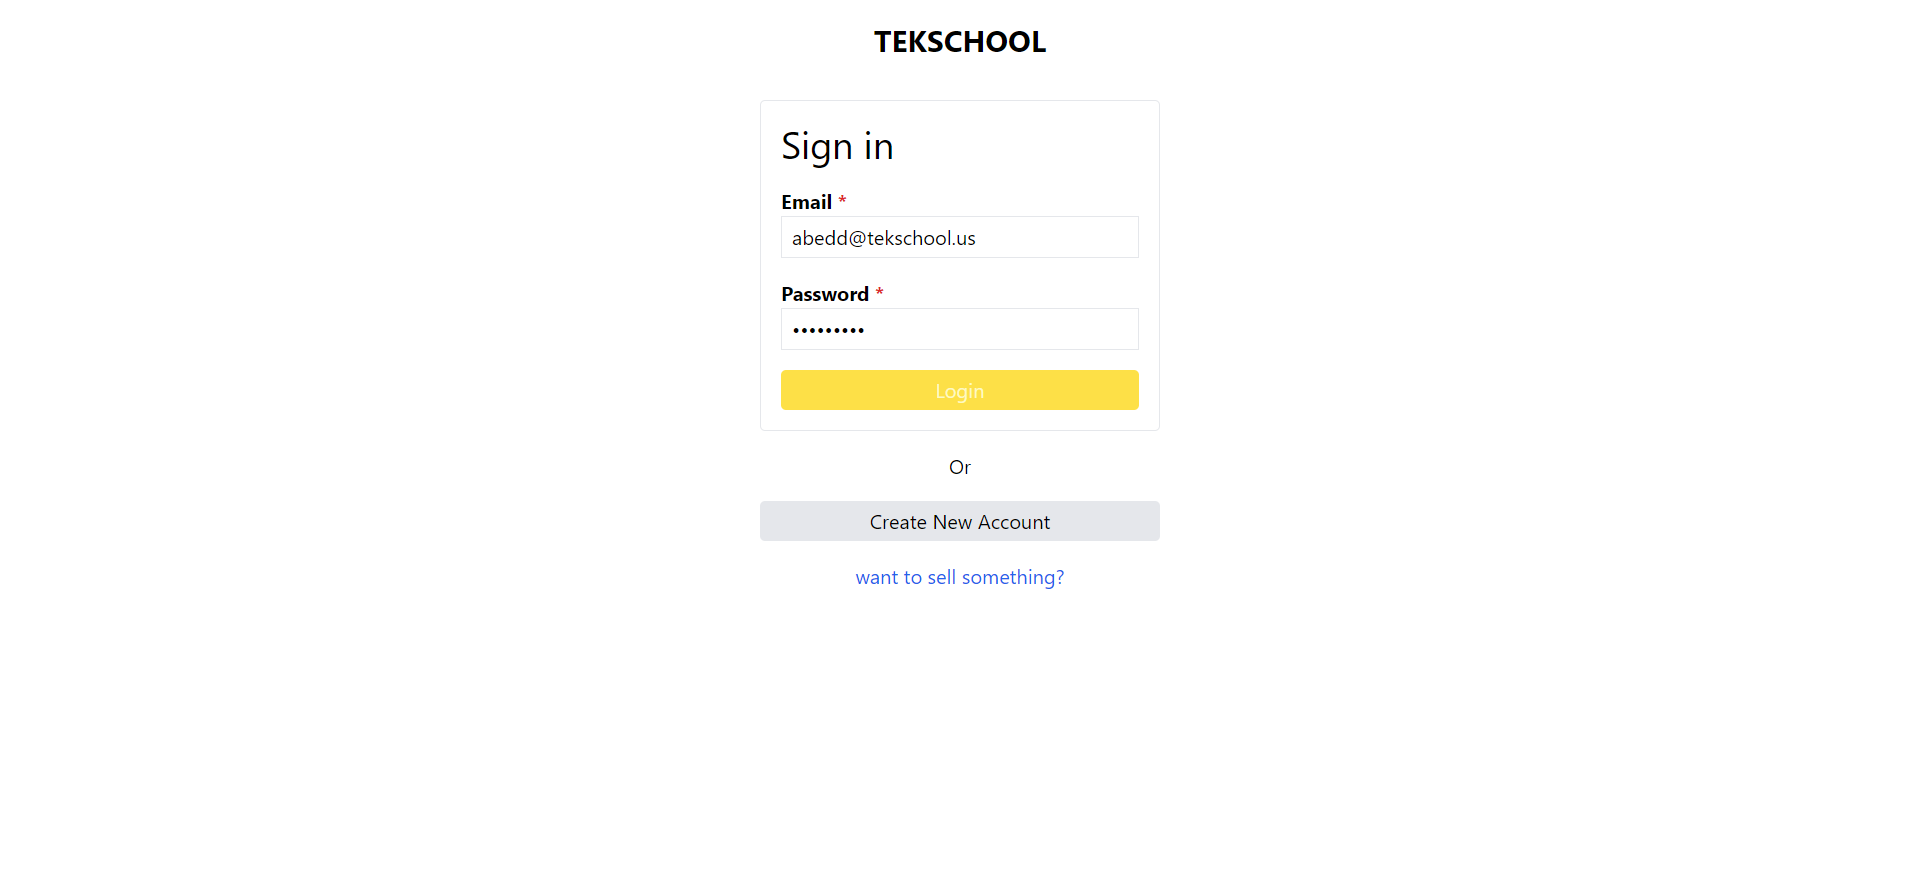 TEKSCHOOL
Sign in
Email *
abedd@tekschool.us
Password *
•••••••••
Login
Or
Create New Account
want to sell something?